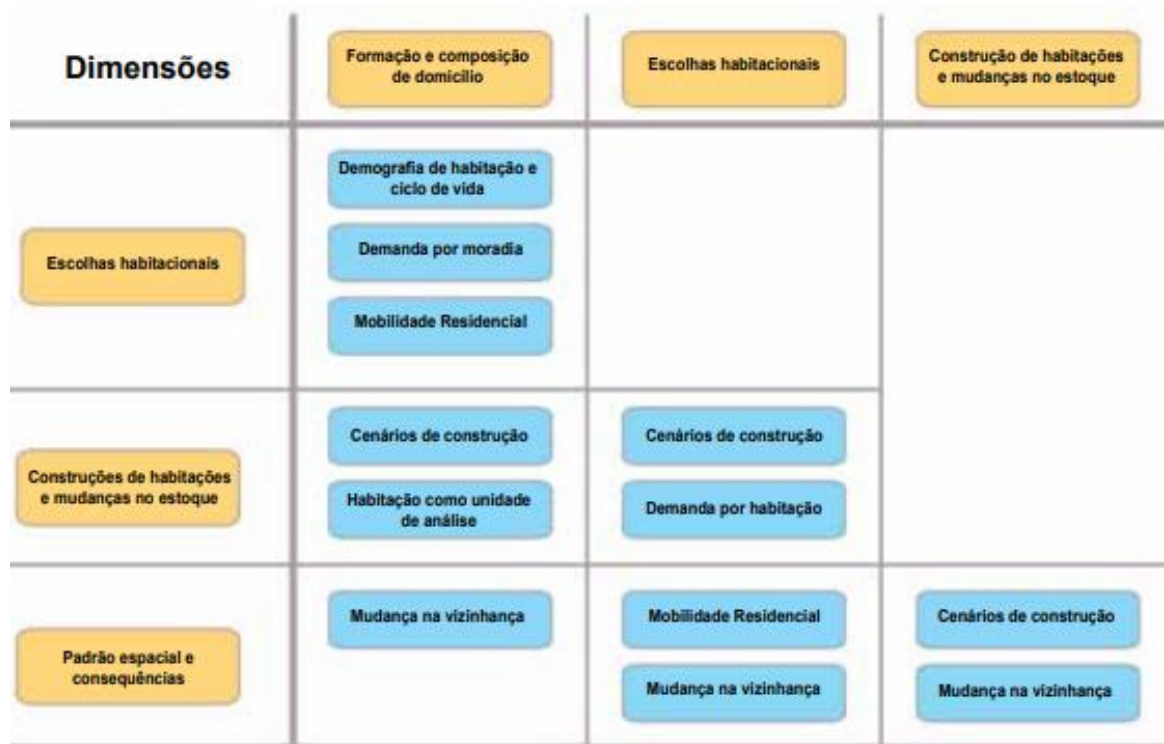 Dimensões
Formação e composição
de domicílio
Escolhas habitacionais
Construção de habitações
e mudanças no estoque
Escolhas habitacionais
Demografia de habitação e
ciclo de vida
Demanda por moradia
Mobilidade Residencial
Construções de habitações
e mudanças no estoque
Cenários de construção
Habitação como unidade
de análise
Cenários de construção
Demanda por habitação
Padrão espacial e
consequências
Mudança na vizinhança
Mobilidade Residencial
Mudança na vizinhança
Cenários de construção
Mudança na vizinhança